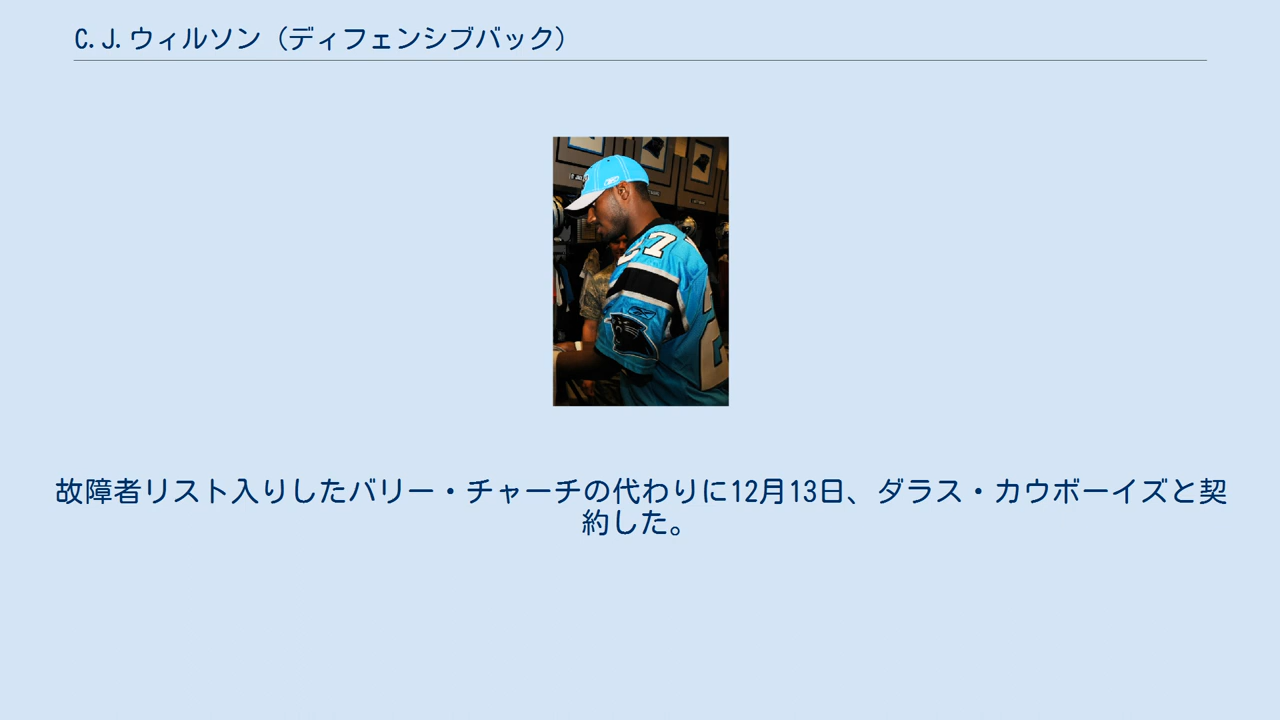 C.J.ウィルソン（ディフェンシブバック）
27
2
故障者リスト入りしたバリー・チャーチの代わりに12月13日、ダラス・カウボーイズと契
約した。